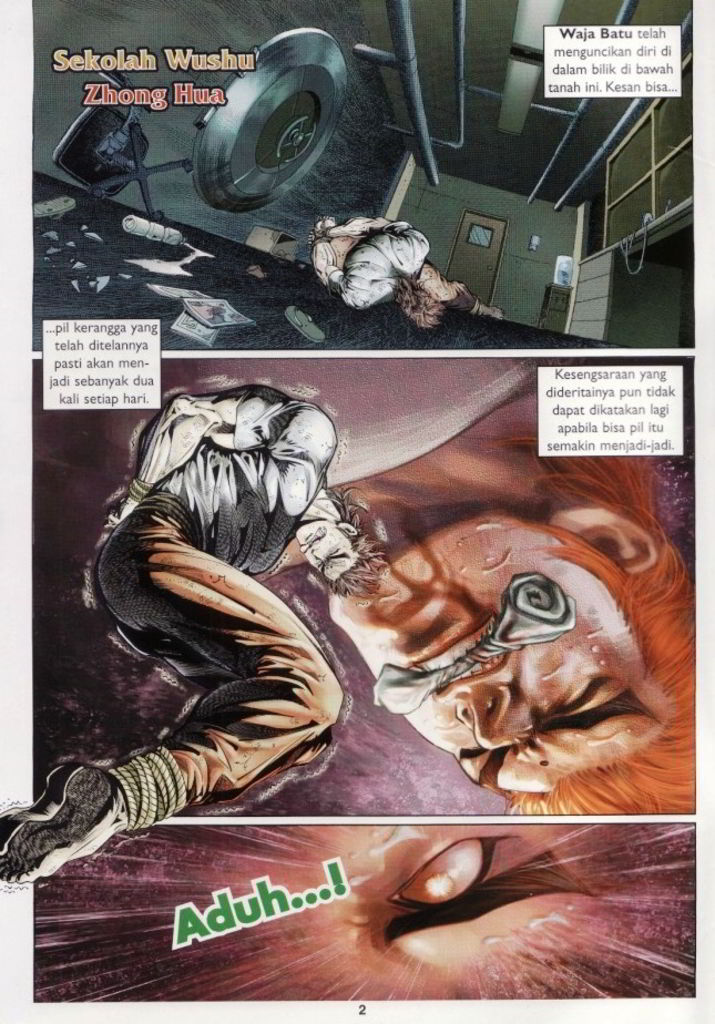 Sekolah Wushu
Zhong Hua
Waja Batu telah
menguncikan diri di
dalam bilik di bawah
tanah ini. Kesan bisa...
...pil kerangga yang
telah ditelannya
pasti akan men-
jadi sebanyak dua
kali setiap hari.
Kesengsaraan yang
dideritainya pun tidak
dapat dikatakan lagi
apabila bisa pil itu
semakin menjadi-jadi.
Aduh...!
2